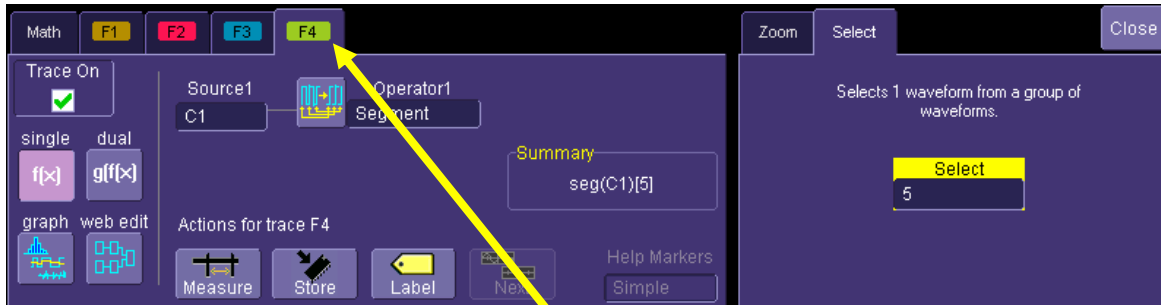 Math F1 F2 F3 F4
Trace On
Source1
C1
Operator1
Segment
single dual
f(x) g(f(x)
Summary
seg(C1)[5]
graph web edit
Actions for trace F4
Measure Store Label Next
Help Markers
Simple
Zoom Select Close
Selects 1 waveform from a group of
waveforms.
Select
5